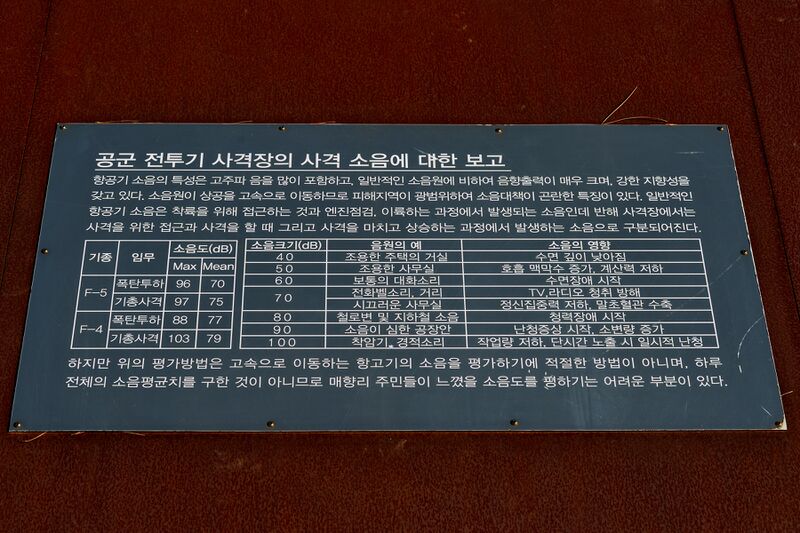 공군 전투기 사격장의 사격 소음에 대한 보고
항공기 소음의 특성은 고주파 음을 많이 포함하고, 일반적인 소음원에 비하여 음향출력이 매우 크며, 강한 지향성을
갖고 있다. 소음원이 상공을 고속으로 이동하므로 피해지역이 광범위하여 소음대책이 곤란한 특징이 있다. 일반적인
항공기 소음은 착륙을 위해 접근하는 것과 엔진점검, 이륙하는 과정에서 발생되는 소음인데 반해 사격장에서는
사격을 위한 접근과 사격을 할 때 그리고 사격을 마치고 상승하는 과정에서 발생하는 소음으로 구분되어진다.
기종 임무 소음도(dB)
Max Mean
F-5 폭탄투하 96 70
기총사격 97 75
F-4 폭탄투하 88 77
기총사격 103 79
소음크기(dB) 음원의 예 소음의 영향
40 조용한 주택의 거실 수면 깊이 낮아짐
50 조용한 사무실 호흡 맥막수 증가, 계산력 저하
60 보통의 대화소리 수면장애 시작
70 전화벨소리, 거리 TV,라디오 청취 방해
시끄러운 사무실 정신집중력 저하, 말초혈관 수축
80 철로변 및 지하철 소음 청력장애 시작
90 소음이 심한 공장안 난청증상 시작, 소변량 증가
100 착암기, 경적소리 작업량 저하, 단시간 노출 시 일시적 난청
하지만 위의 평가방법은 고속으로 이동하는 항고기의 소음을 평가하기에 적절한 방법이 아니며, 하루
전체의 소음평균치를 구한 것이 아니므로 매향리 주민들이 느꼈을 소음도를 평하기는 어려운 부분이 있다.